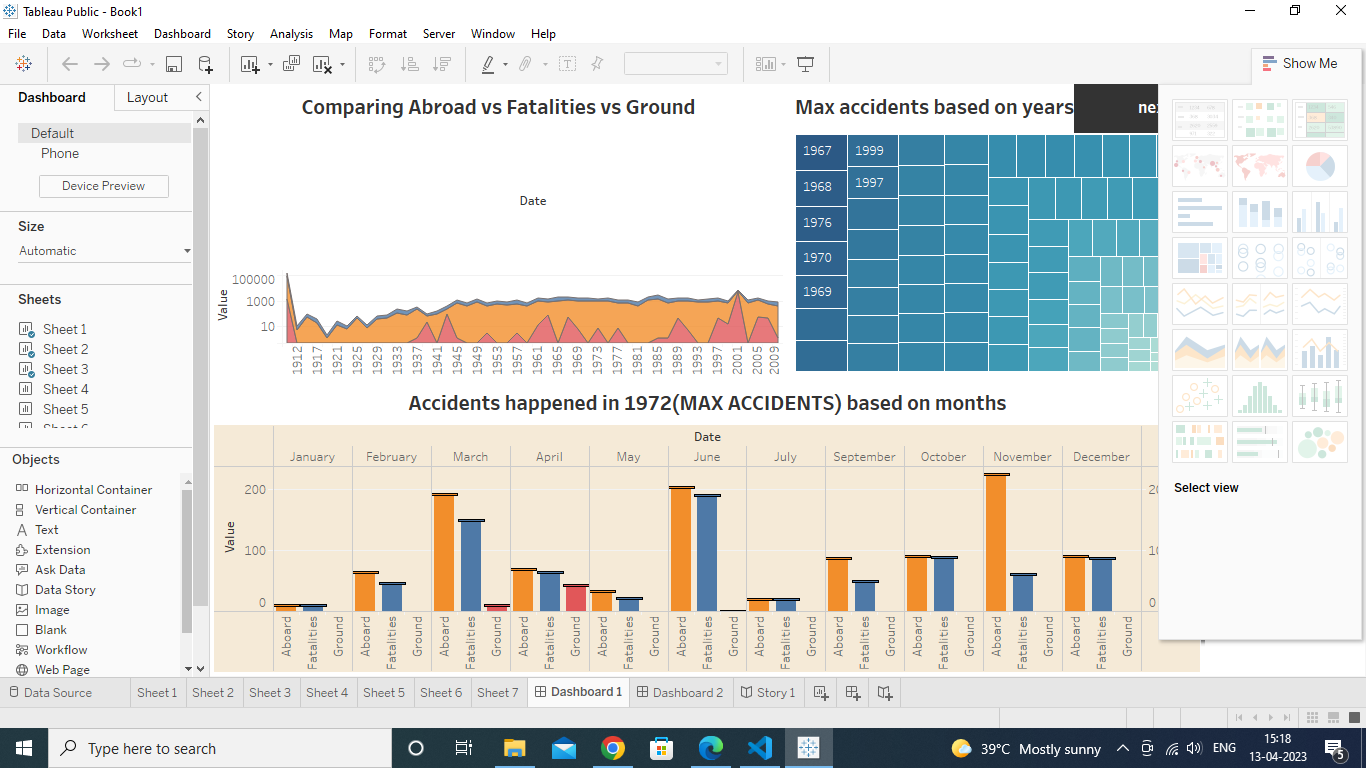 Tableau Public - Book1
File Data Worksheet Dashboard Story Analysis Map Format Server Window Help
Show Me
Dashboard Layout
Default
Phone
Device Preview
Size
Automatic
Sheets
Sheet 1
Sheet 2
Sheet 3
Sheet 4
Sheet 5
Objects
Horizontal Container
Vertical Container
Text
Extension
Ask Data
Data Story
Image
Blank
Workflow
Web Page
Comparing Abroad vs Fatalities vs Ground
Date
Value
100000
1000
10
1912 1917 1921 1925 1929 1933 1937 1941 1945 1949 1953 1957 1961 1965 1969 1973 1977 1981 1985 1989 1993 1997 2001 2005 2009
Max accidents based on years
1967 1999
1968 1997
1976
1970
1969
Accidents happened in 1972(MAX ACCIDENTS) based on months
Date
January February March April May June July September October November December
Value
200
100
0
Aboard Fatalities Ground Aboard Fatalities Ground Aboard Fatalities Ground Aboard Fatalities Ground Aboard Fatalities Ground Aboard Fatalities Ground Aboard Fatalities Ground Aboard Fatalities Ground Aboard Fatalities Ground Aboard Fatalities Ground Aboard Fatalities Ground
0
Select view
Data Source Sheet 1 Sheet 2 Sheet 3 Sheet 4 Sheet 5 Sheet 6 Sheet 7 Dashboard 1 Dashboard 2 Story 1
Type here to search
39°C Mostly sunny
ENG
15:18
13-04-2023
5